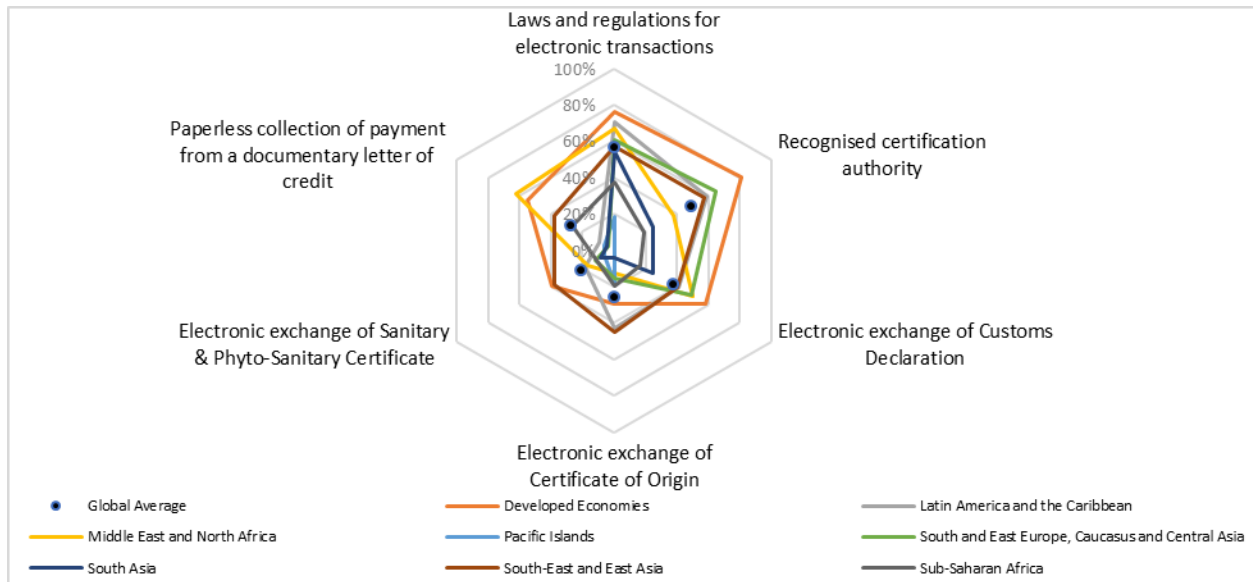 Laws and regulations for
electronic transactions
100%
80%
60%
40%
20%
0%
Paperless collection of payment
from a documentary letter of
credit
Recognised certification
authority
Electronic exchange of Sanitary
& Phyto-Sanitary Certificate
Electronic exchange of Customs
Declaration
Electronic exchange of
Certificate of Origin
Global Average
Developed Economies
Latin America and the Caribbean
Middle East and North Africa
Pacific Islands
South and East Europe, Caucasus and Central Asia
South Asia
South-East and East Asia
Sub-Saharan Africa